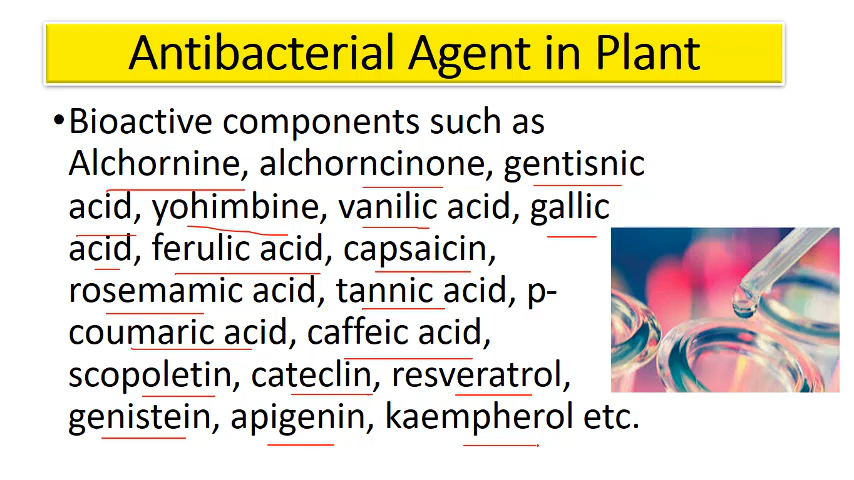 Antibacterial Agent in Plant
•Bioactive components such as
Alchornine, alchorncinone, gentisnic
acid, yohimbine, vanilic acid, gallic
acid, ferulic acid, capsaicin,
rosemamic acid, tannic acid, p-
coumaric acid, caffeic acid,
scopoletin, cateclin, resveratrol,
genistein, apigenin, kaempherol etc.